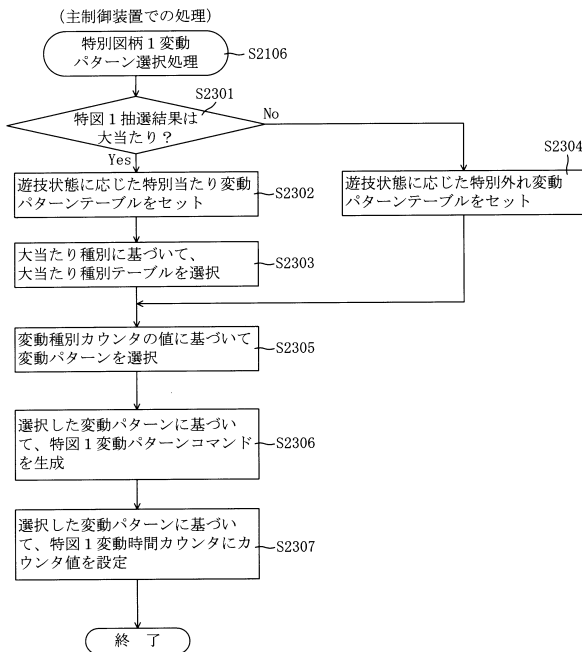 (主制御装置での処理)
特別図柄1変動
パターン選択処理
S2106
S2301
特図1抽選結果は
大当たり?
No
Yes
S2304
遊技状態に応じた特別当たり変動
パターンテーブルをセット
S2302
遊技状態に応じた特別外れ変動
パターンテーブルをセット
大当たり種別に基づいて、
大当たり種別テーブルを選択
S2303
変動種別カウンタの値に基づいて
変動パターンを選択
S2305
選択した変動パターンに基づい
て、特図1変動パターンコマンド
を生成
S2306
選択した変動パターンに基づい
て、特図1変動時間カウンタにカ
ウンタ値を設定
S2307
終 了